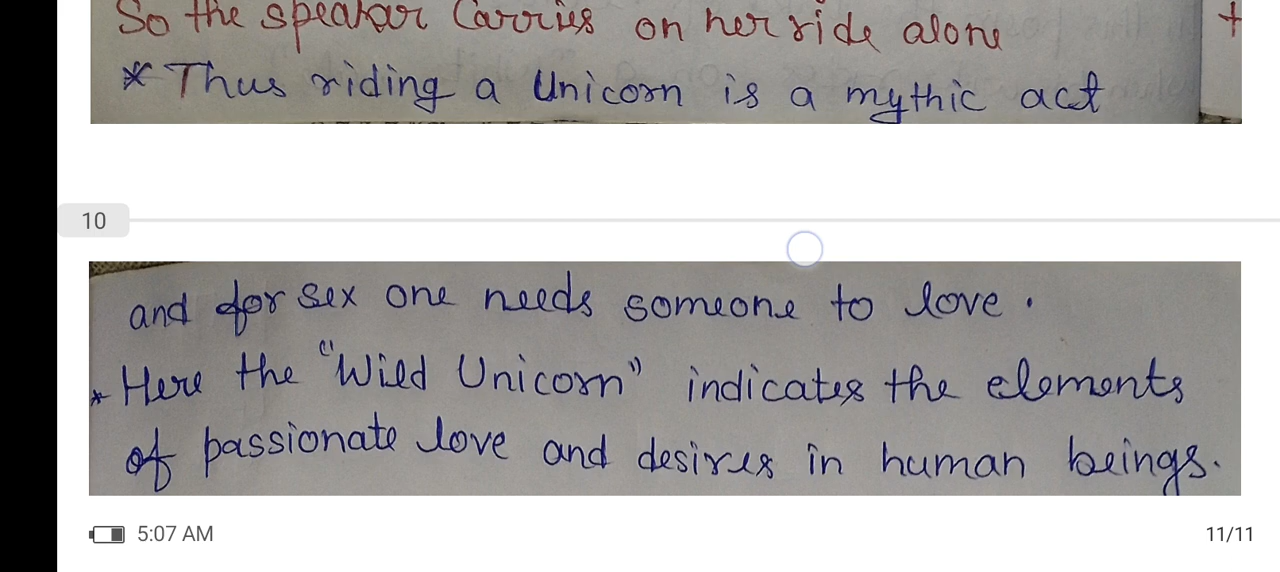 So the speaker Carries on her ride alone
* Thus riding a Unicorn is a mythic act
10
and for sex one needs someone to love.
* Here the "Wild Unicorn" indicates the elements
of passionate love and desires in human beings.
5:07 AM
11/11